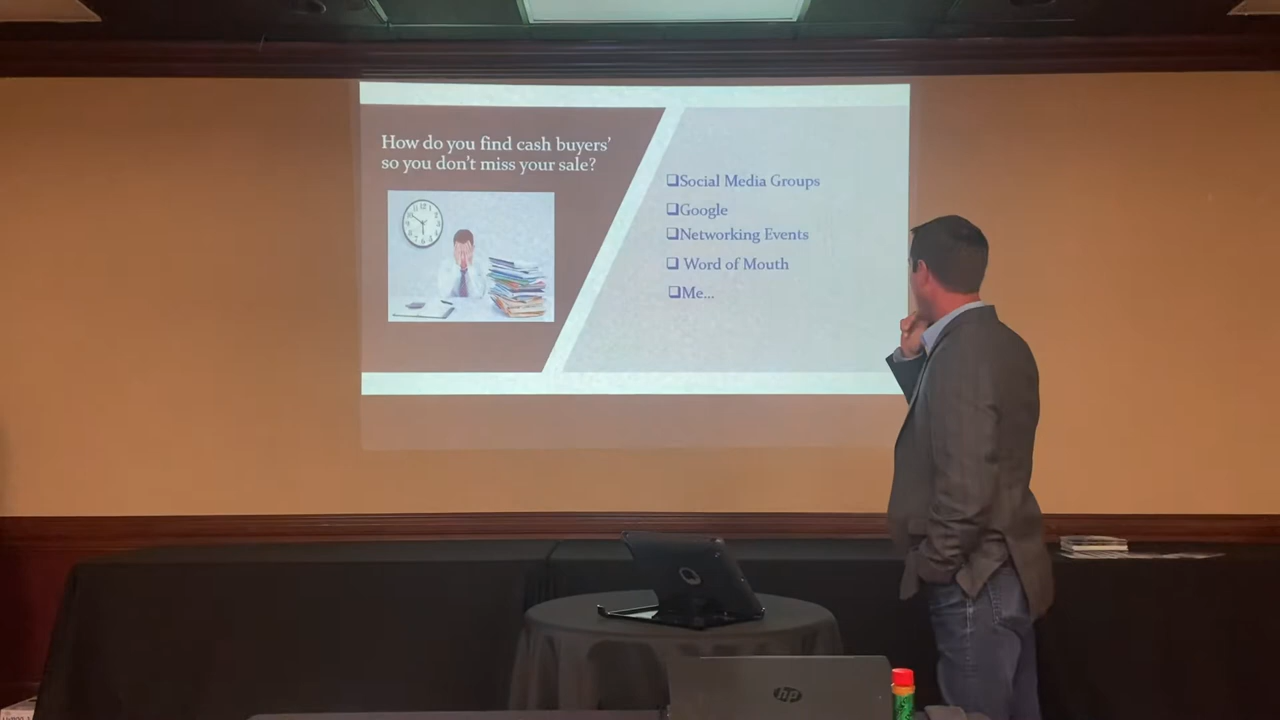 How do you find cash buyers'
so you don't miss your sale?
❑Social Media Groups
❑Google
❑Networking Events
❑ Word of Mouth
❑Me...
hp